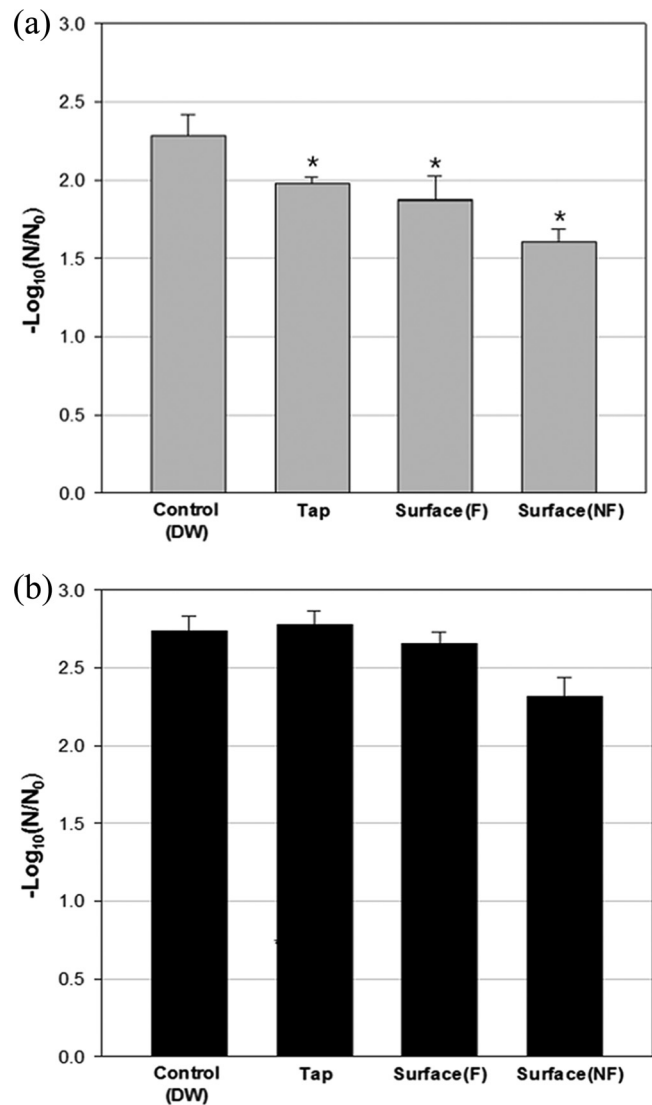 (a)
3.0
2.5
2.0
1.5
1.0
0.5
0.0
-Log10(N/N0)
*
*
*
Control
(DW)
Tap
Surface(F)
Surface(NF)
(b)
3.0
2.5
2.0
1.5
1.0
0.5
0.0
-Log10(N/N0)
Control
(DW)
Tap
Surface(F)
Surface(NF)